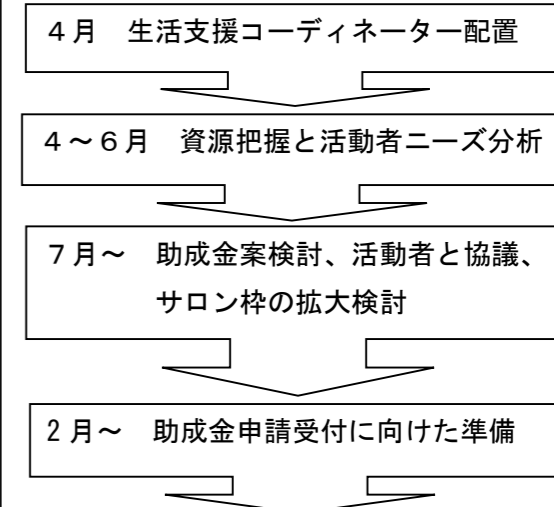 ４月　生活支援コーディネーター配置
４～６月　資源把握と活動者ニーズ分析
７月～　助成金案検討、活動者と協議、
サロン枠の拡大検討
2月～　助成金申請受付に向けた準備